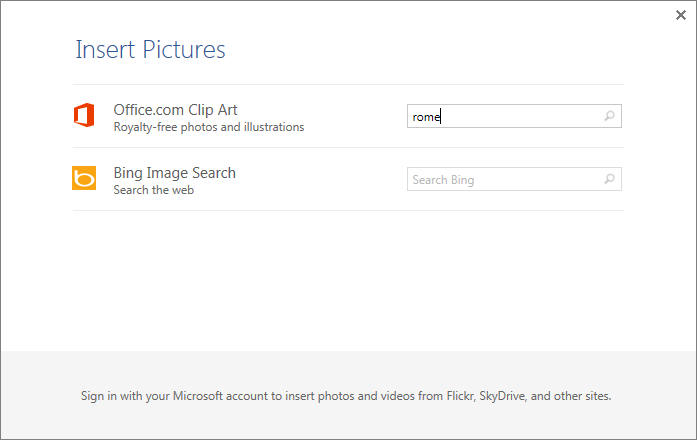 Insert Pictures
Office.com Clip Art
Royalty-free photos and illustrations
rome
Bing Image Search
Search the web
Search Bing
Sign in with your Microsoft account to insert photos and videos from Flickr, SkyDrive, and other sites.